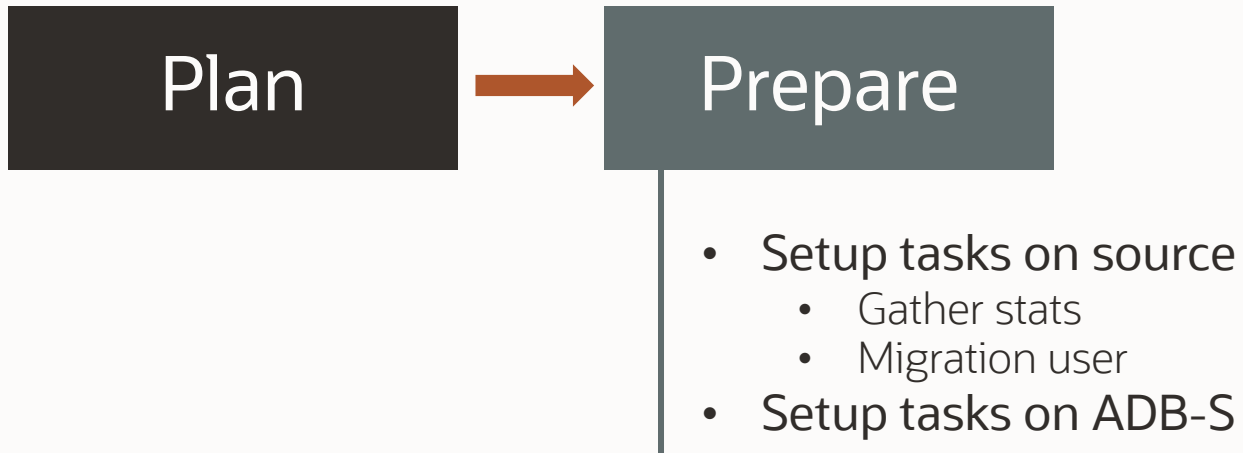 Plan
Prepare
• Setup tasks on source
• Gather stats
• Migration user
• Setup tasks on ADB-S